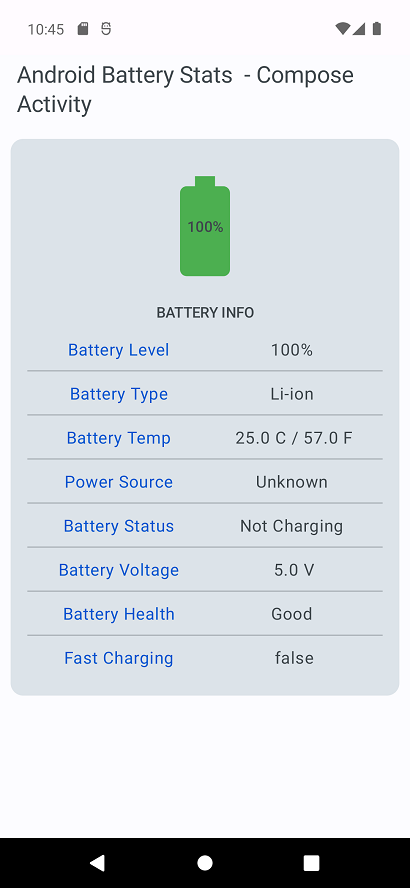 10:45
Android Battery Stats  - Compose
Activity
100%
BATTERY INFO
Battery Level 100%
Battery Type Li-ion
Battery Temp 25.0 C / 57.0 F
Power Source Unknown
Battery Status Not Charging
Battery Voltage 5.0 V
Battery Health Good
Fast Charging false